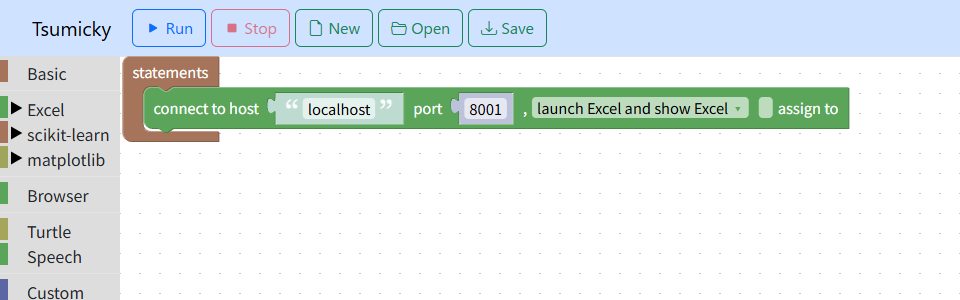 Tsumicky
Run
Stop
New
Open
Save
Basic
Excel
scikit-learn
matplotlib
Browser
Turtle
Speech
Custom
statements
connect to host “ localhost ” port 8001 , launch Excel and show Excel assign to